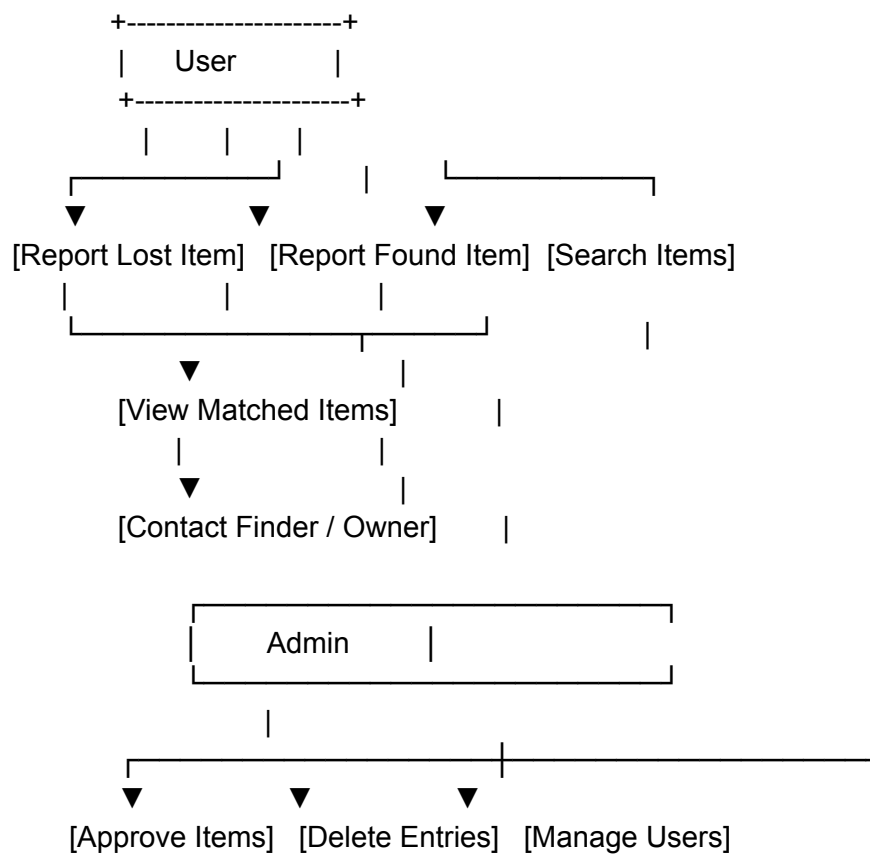 User
[Report Lost Item] [Report Found Item] [Search Items]
[View Matched Items]
[Contact Finder / Owner]
Admin
[Approve Items] [Delete Entries] [Manage Users]